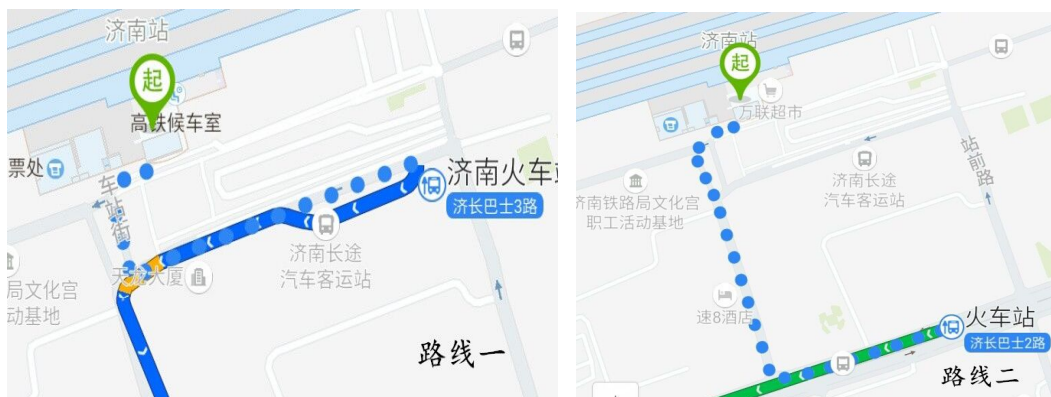 济南站
起
高铁候车室
票处
车站街
济南火车站
济长巴士3路
济南长途
汽车客运站
天龙大厦
局文化宫
动基地
路线一
济南站
起
万联超市
站前路
济南长途
汽车客运站
济南铁路局文化宫
职工活动基地
速8酒店
火车站
济长巴士2路
路线二